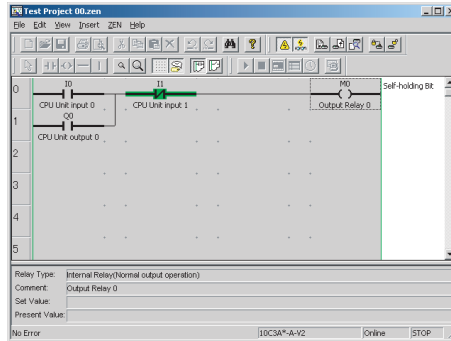 Test Project 00.zen
File Edit View Insert ZEN Help
0
I0
I1
M0
Self-holding Bit
CPU Unit input 0
CPU Unit input 1
Output Relay 0
1
Q0
CPU Unit output 0
2
3
4
5
Relay Type: Internal Relay(Normal output operation)
Comment: Output Relay 0
Set Value:
Present Value:
No Error
10C3A*-A-V2
Online
STOP